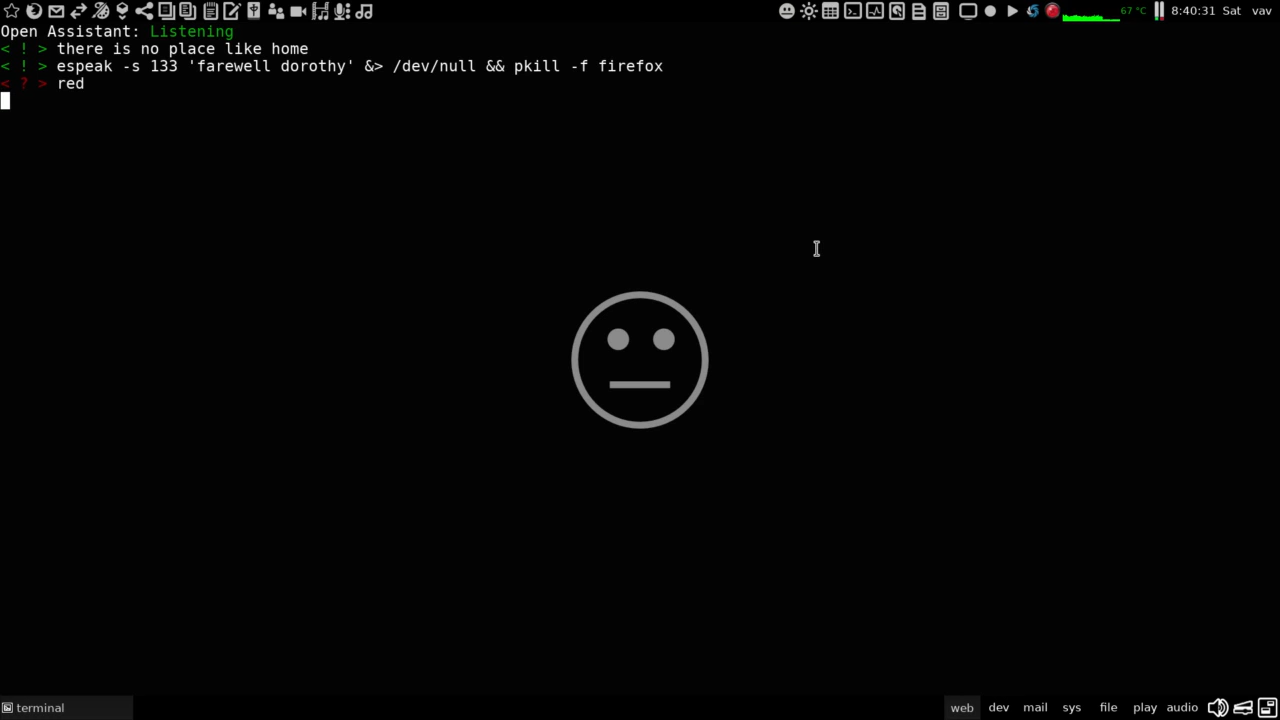 67 °C 8:40:31 Sat vav
Open Assistant: Listening
< ! > there is no place like home
< ! > espeak -s 133 'farewell dorothy' &> /dev/null && pkill -f firefox
< ? > red
terminal web dev mail sys file play audio